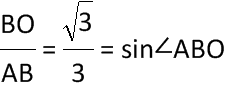 BO/AB = √3/3 = sin∠ABO